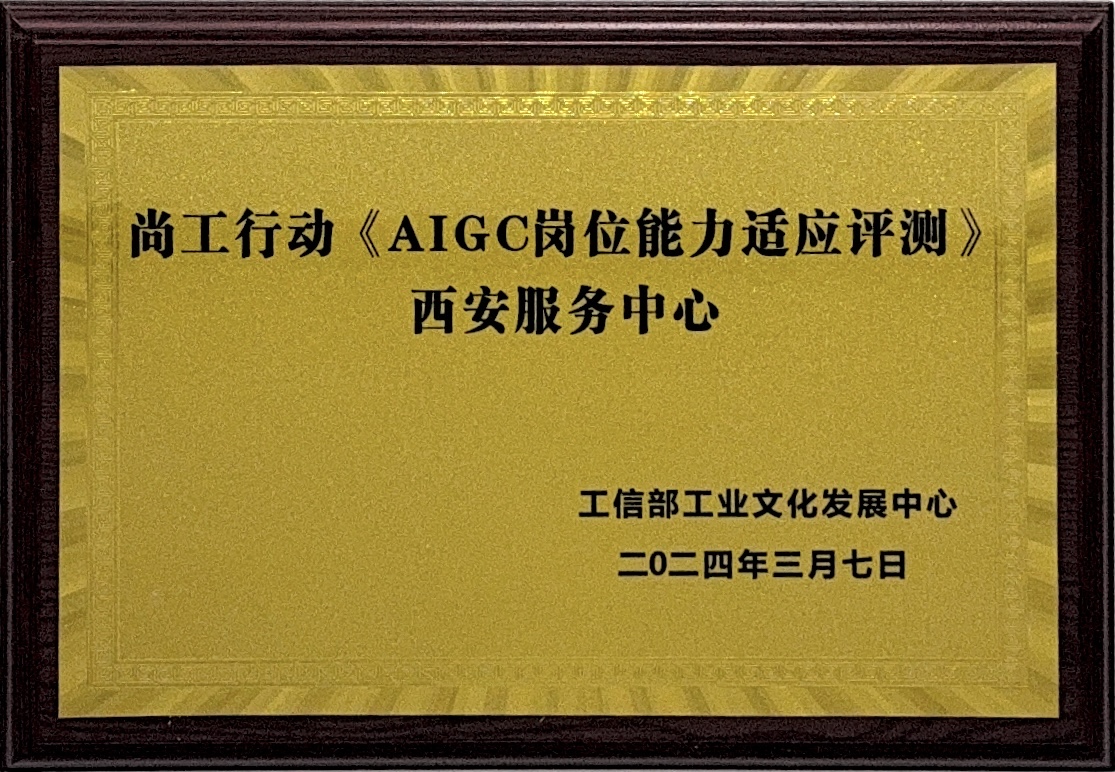 尚工行动《AIGC岗位能力适应评测》
西安服务中心
工信部工业文化发展中心
二0二四年三月七日